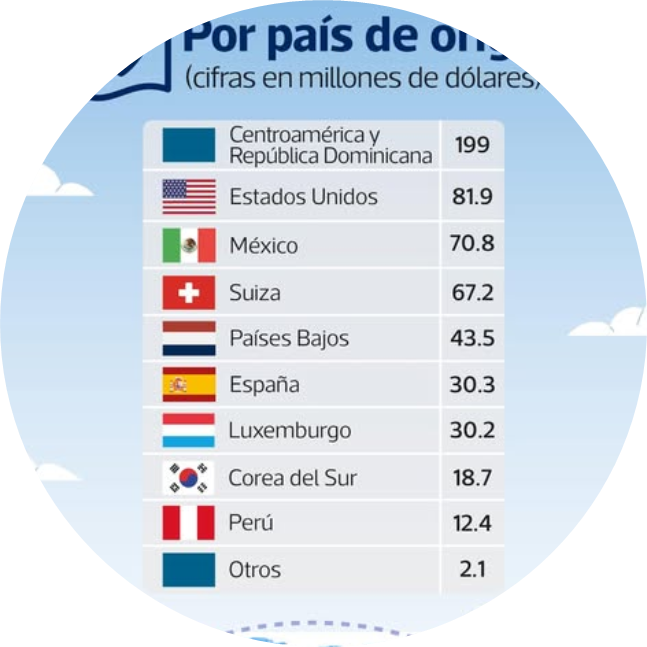 Por país de
(cifras en millones de dólares)
Centroamérica y
República Dominicana 199
Estados Unidos 81.9
México 70.8
Suiza 67.2
Países Bajos 43.5
España 30.3
Luxemburgo 30.2
Corea del Sur 18.7
Perú 12.4
Otros 2.1